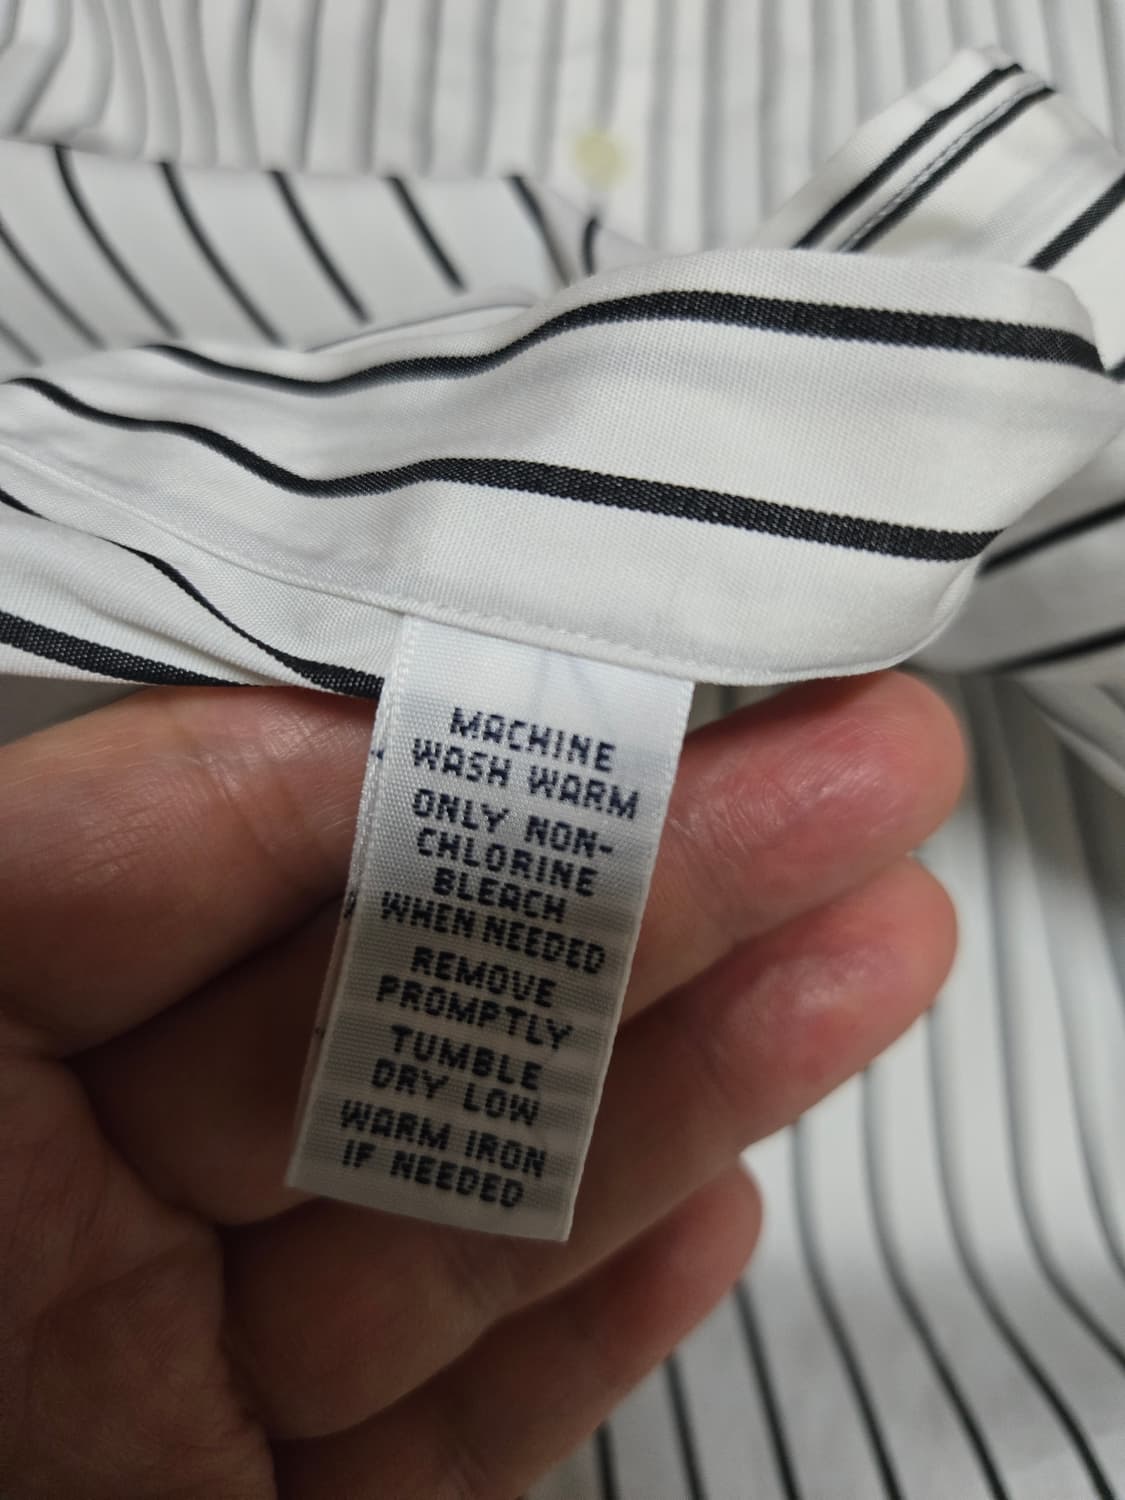 MACHINE
WASH WARM
ONLY NON-
CHLORINE
BLEACH
WHEN NEEDED
REMOVE
PROMPTLY
TUMBLE
DRY LOW
WARM IRON
IF NEEDED